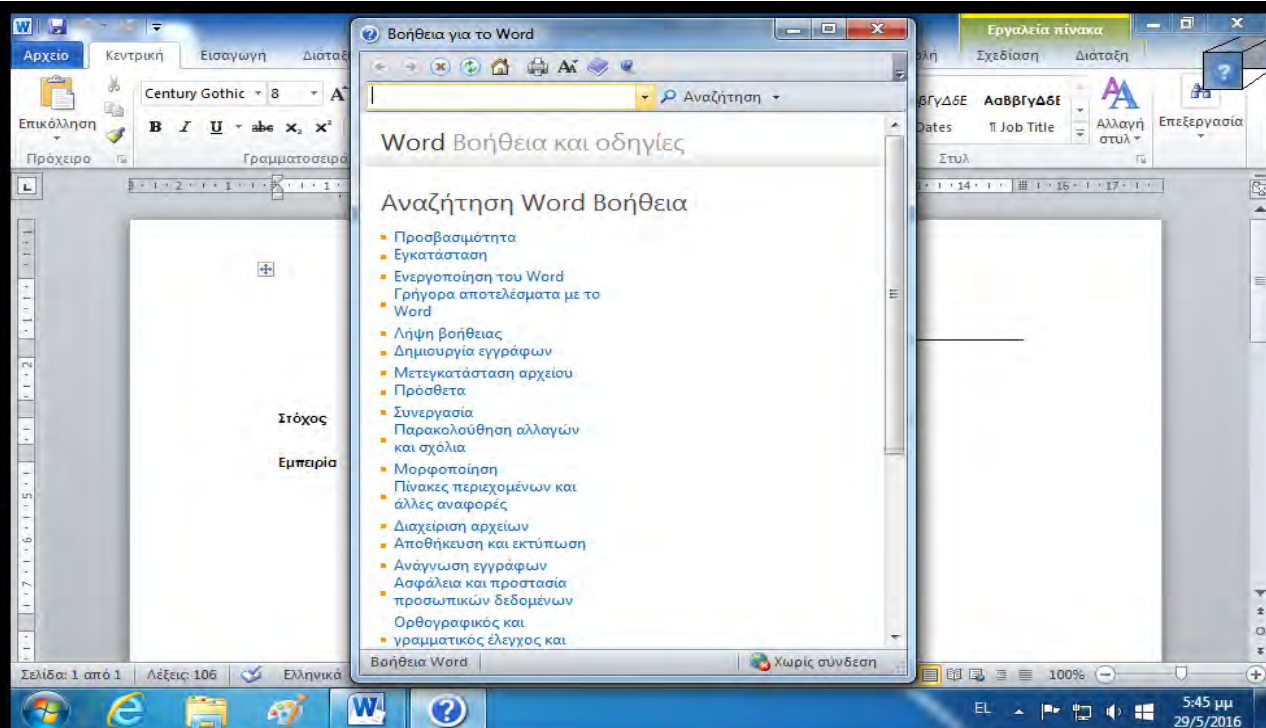 Βοήθεια για το Word
Εργαλεία πίνακα
Αρχείο Κεντρική Εισαγωγή Σχεδίαση Διάταξη
Century Gothic 8
Αναζήτηση
Επικόλληση
B I U abc x₂ x²
ΑαΒβΓγΔδΕ
¶ Job Title
Αλλαγή στυλ
Επεξεργασία
Πρόχειρο Στυλ
Word Βοήθεια και οδηγίες
Αναζήτηση Word Βοήθεια
Προσβασιμότητα
Εγκατάσταση
Ενεργοποίηση του Word
Γρήγορα αποτελέσματα με το
Word
Λήψη βοήθειας
Δημιουργία εγγράφων
Μετεγκατάσταση αρχείου
Πρόσθετα
Συνεργασία
Παρακολούθηση αλλαγών
και σχόλια
Μορφοποίηση
Πίνακες περιεχομένων και
άλλες αναφορές
Διαχείριση αρχείων
Αποθήκευση και εκτύπωση
Ανάγνωση εγγράφων
Ασφάλεια και προστασία
προσωπικών δεδομένων
Ορθογραφικός και
γραμματικός έλεγχος και
Στόχος
Εμπειρία
Βοήθεια Word Χωρίς σύνδεση
Σελίδα: 1 από 1 Λέξεις: 106 Ελληνικά 100%
EL 5:45 μμ
29/5/2016